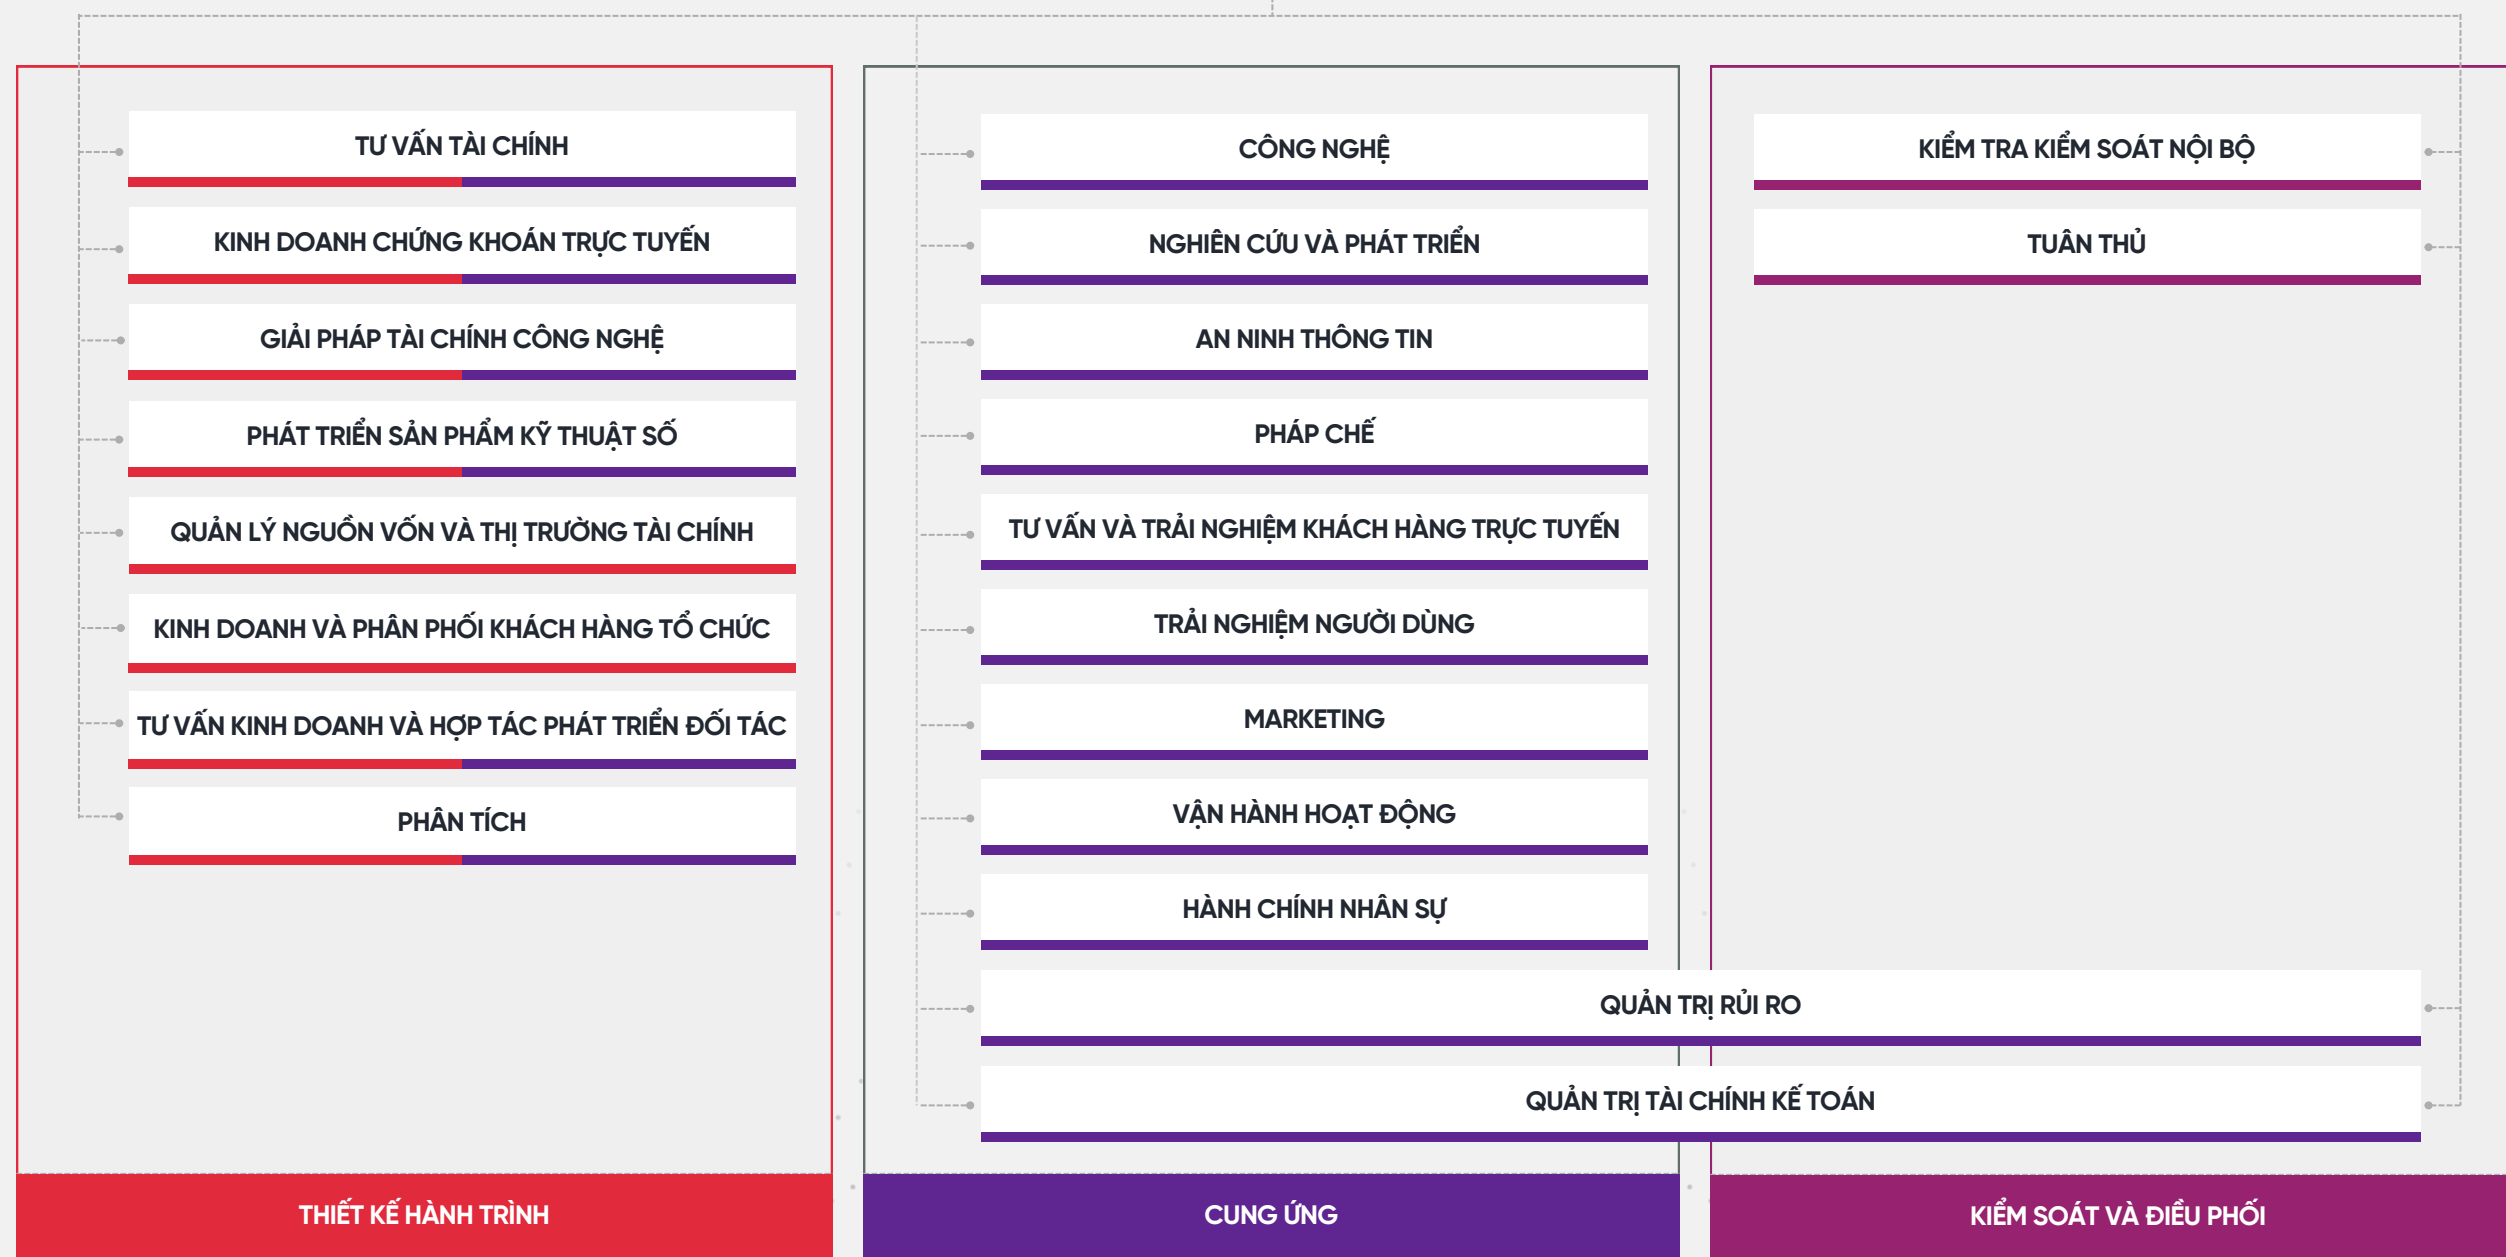 TƯ VẤN TÀI CHÍNH
KINH DOANH CHỨNG KHOÁN TRỰC TUYẾN
GIẢI PHÁP TÀI CHÍNH CÔNG NGHỆ
PHÁT TRIỂN SẢN PHẨM KỸ THUẬT SỐ
QUẢN LÝ NGUỒN VỐN VÀ THỊ TRƯỜNG TÀI CHÍNH
KINH DOANH VÀ PHÂN PHỐI KHÁCH HÀNG TỔ CHỨC
TƯ VẤN KINH DOANH VÀ HỢP TÁC PHÁT TRIỂN ĐỐI TÁC
PHÂN TÍCH
THIẾT KẾ HÀNH TRÌNH
CÔNG NGHỆ
NGHIÊN CỨU VÀ PHÁT TRIỂN
AN NINH THÔNG TIN
PHÁP CHẾ
TƯ VẤN VÀ TRẢI NGHIỆM KHÁCH HÀNG TRỰC TUYẾN
TRẢI NGHIỆM NGƯỜI DÙNG
MARKETING
VẬN HÀNH HOẠT ĐỘNG
HÀNH CHÍNH NHÂN SỰ
QUẢN TRỊ RỦI RO
QUẢN TRỊ TÀI CHÍNH KẾ TOÁN
CUNG ỨNG
KIỂM TRA KIỂM SOÁT NỘI BỘ
TUÂN THỦ
KIỂM SOÁT VÀ ĐIỀU PHỐI